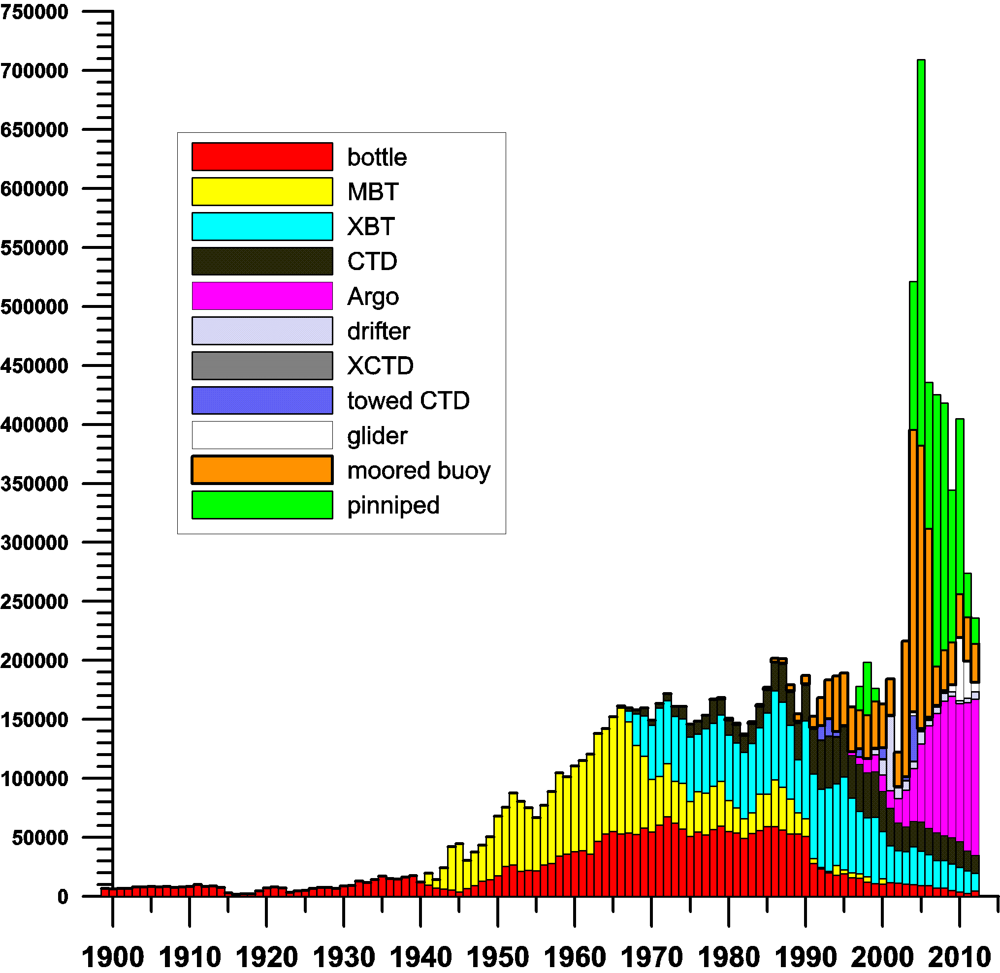 750000
700000
650000
600000
550000
500000
450000
400000
350000
300000
250000
200000
150000
100000
50000
0
bottle
MBT
XBT
CTD
Argo
drifter
XCTD
towed CTD
glider
moored buoy
pinniped
1900 1910 1920 1930 1940 1950 1960 1970 1980 1990 2000 2010